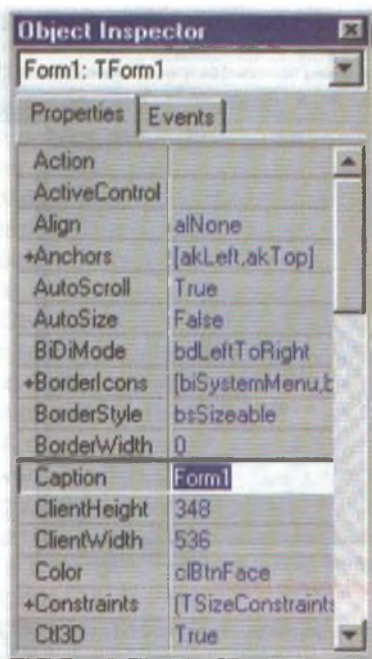 Object Inspector
Form1: TForm1
Properties Events
Action
ActiveControl
Align alNone
+Anchors [akLeft,akTop]
AutoScroll True
AutoSize False
BiDiMode bdLeftToRight
+BorderIcons [biSystemMenu,b
BorderStyle bsSizeable
BorderWidth 0
Caption Form1
ClientHeight 348
ClientWidth 536
Color clBtnFace
+Constraints (TSizeConstraints
Ctl3D True